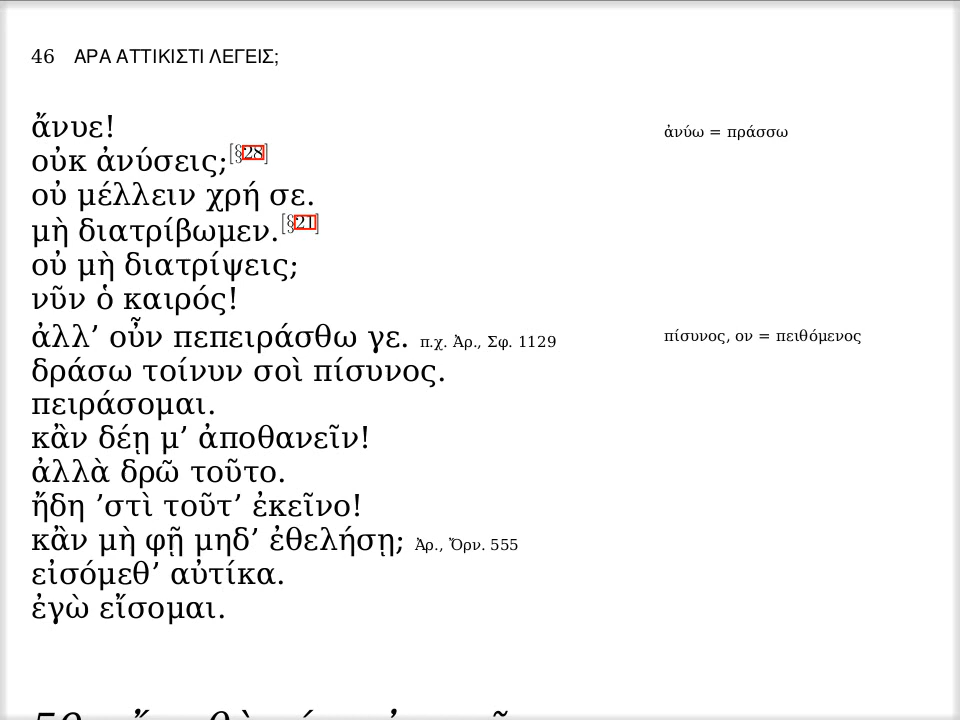 46 ΑΡΑ ΑΤΤΙΚΙΣΤΙ ΛΕΓΕΙΣ;
ἄνυε! ἀνύω = πράσσω
οὐκ ἀνύσεις;[§28]
οὐ μέλλειν χρή σε.
μὴ διατρίβωμεν.[§21]
οὐ μὴ διατρίψεις;
νῦν ὁ καιρός!
ἀλλ’ οὖν πεπειράσθω γε. π.χ. Ἀρ., Σφ. 1129 πίσυνος, ον = πειθόμενος
δράσω τοίνυν σοὶ πίσυνος.
πειράσομαι.
κἂν δέῃ μ’ ἀποθανεῖν!
ἀλλὰ δρῶ τοῦτο.
ἤδη ’στὶ τοῦτ’ ἐκεῖνο!
κἂν μὴ φῇ μηδ’ ἐθελήσῃ; Ἀρ., Ὄρν. 555
εἰσόμεθ’ αὐτίκα.
ἐγὼ εἴσομαι.